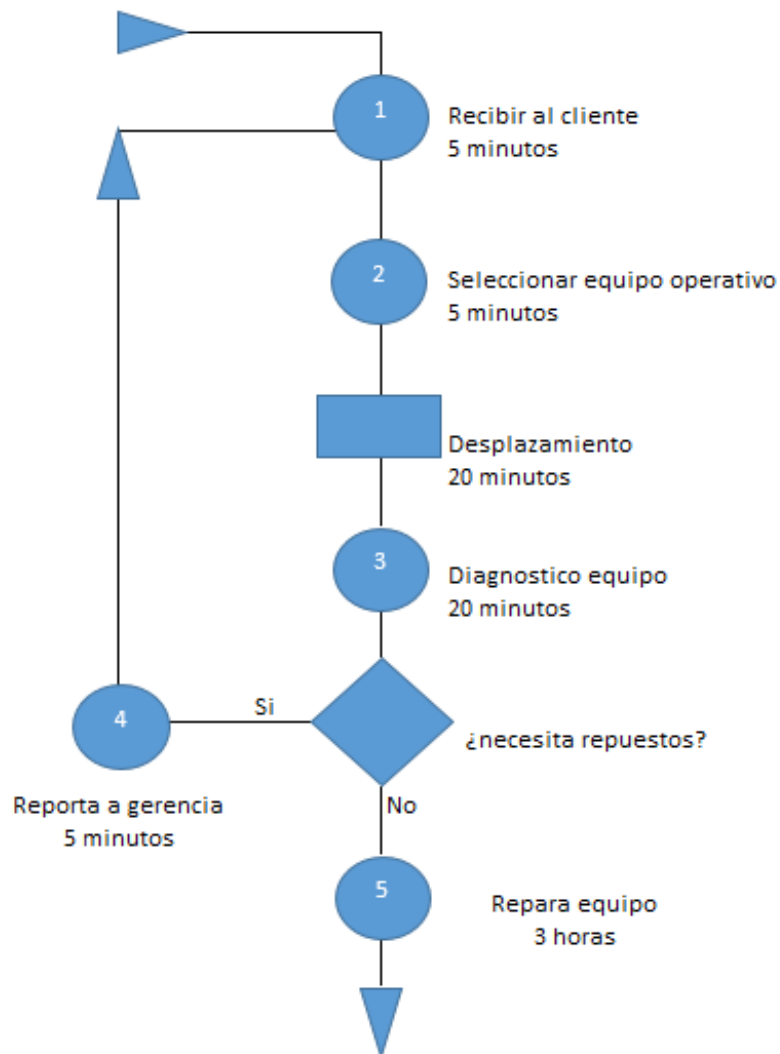 1
Recibir al cliente
5 minutos
2
Seleccionar equipo operativo
5 minutos
Desplazamiento
20 minutos
3
Diagnostico equipo
20 minutos
4
Si
¿necesita repuestos?
Reporta a gerencia
5 minutos
No
5
Repara equipo
3 horas